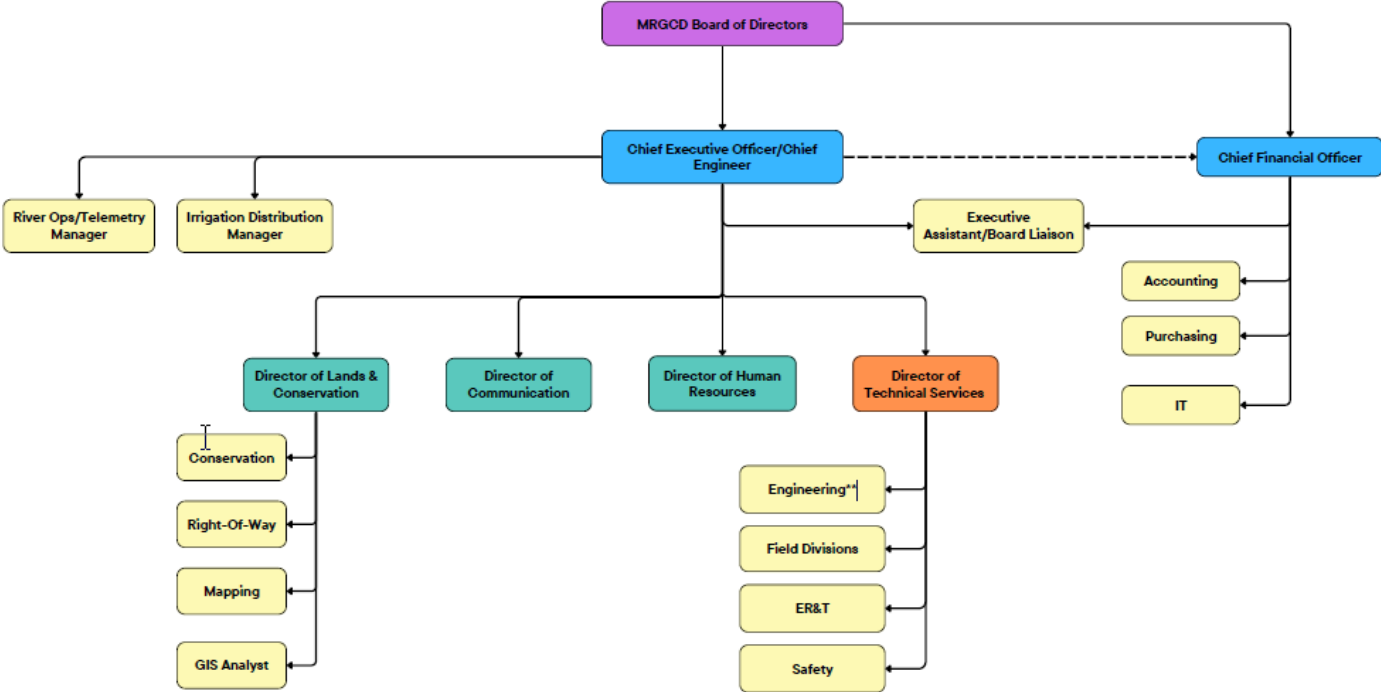 MRGCD Board of Directors
Chief Executive Officer/Chief
Engineer
Chief Financial Officer
River Ops/Telemetry
Manager
Irrigation Distribution
Manager
Executive
Assistant/Board Liaison
Accounting
Purchasing
IT
Director of Lands &
Conservation
Director of
Communication
Director of Human
Resources
Director of
Technical Services
Conservation
Right-Of-Way
Mapping
GIS Analyst
Engineering**
Field Divisions
ER&T
Safety